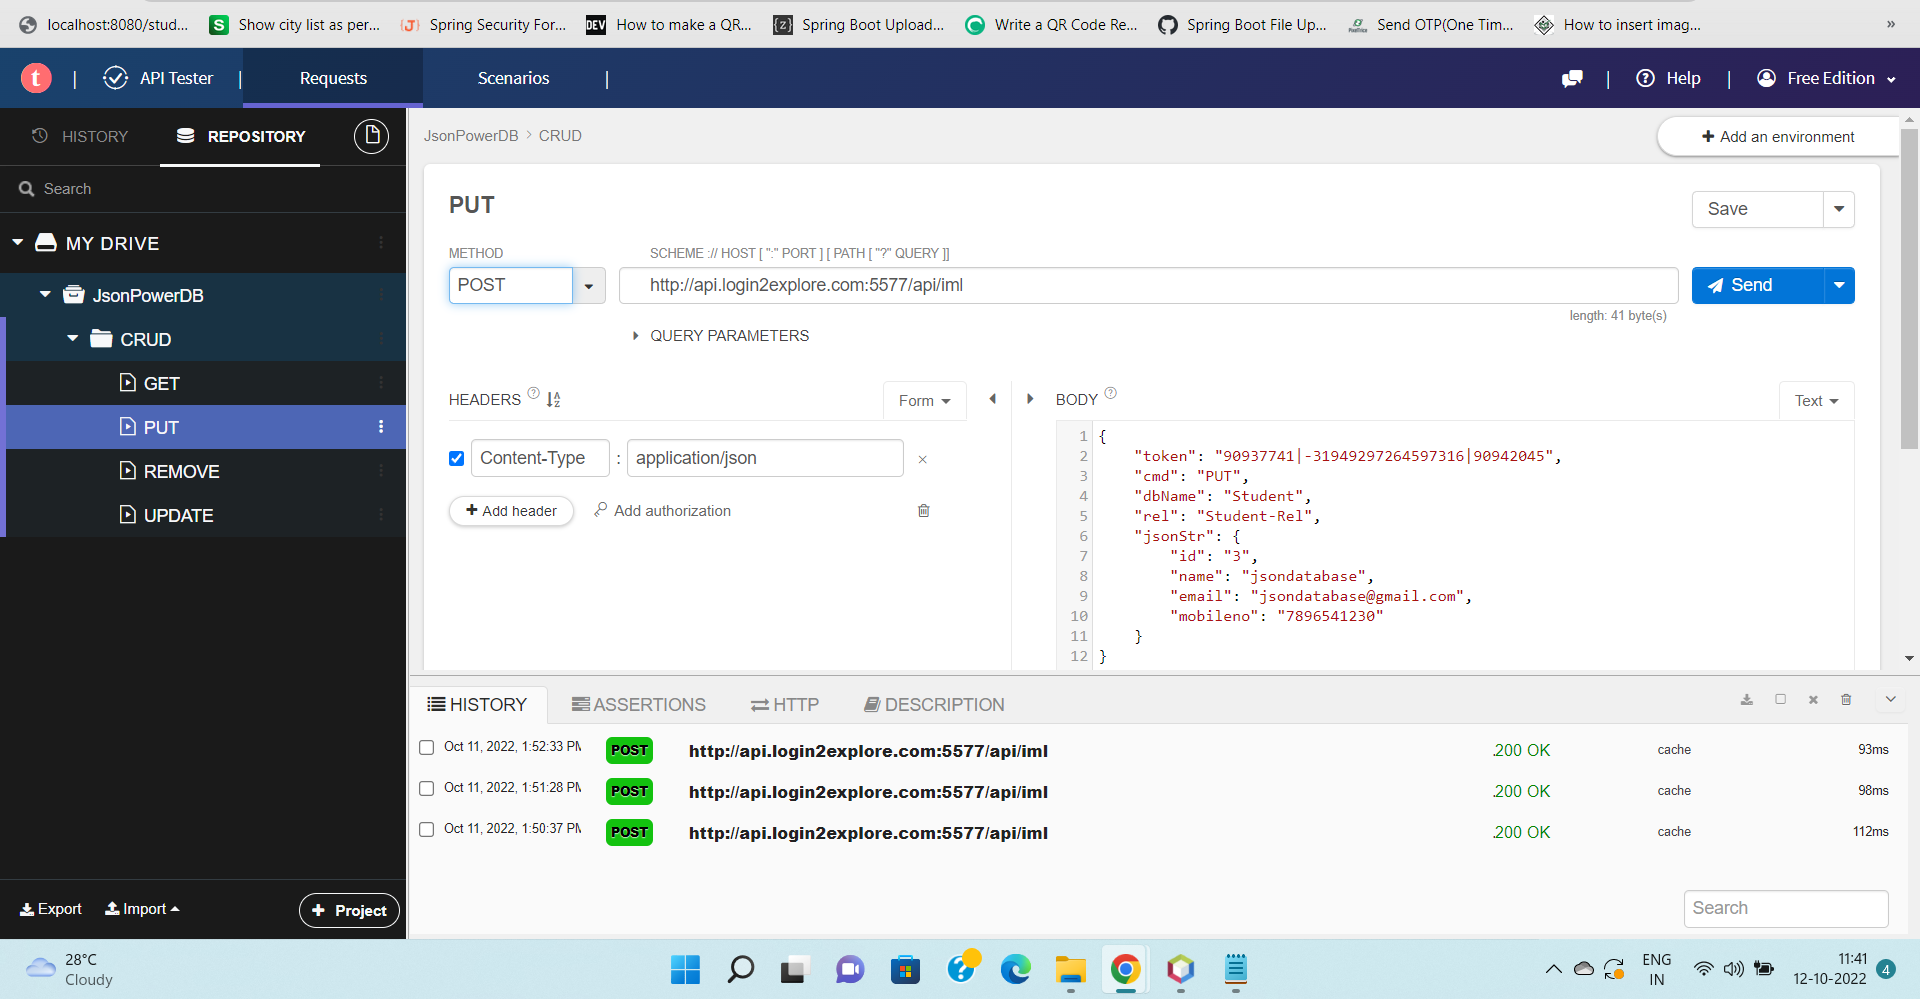 localhost:8080/stud...
S Show city list as per...
{J} Spring Security For...
DEV How to make a QR...
{z} Spring Boot Upload...
Write a QR Code Re...
Spring Boot File Up...
Send OTP(One Tim...
How to insert imag...
»
t | API Tester | Requests Scenarios | | Help | Free Edition
HISTORY REPOSITORY
Search
MY DRIVE
JsonPowerDB
CRUD
GET
PUT
REMOVE
UPDATE
Export Import + Project
JsonPowerDB > CRUD
+ Add an environment
PUT
Save
METHOD SCHEME :// HOST [ ":" PORT ] [ PATH [ "?" QUERY ]]
POST http://api.login2explore.com:5577/api/iml Send
length: 41 byte(s)
QUERY PARAMETERS
HEADERS ? Form
Content-Type : application/json ×
+ Add header Add authorization
BODY ? Text
1 {
2 "token": "90937741|-31949297264597316|90942045",
3 "cmd": "PUT",
4 "dbName": "Student",
5 "rel": "Student-Rel",
6 "jsonStr": {
7 "id": "3",
8 "name": "jsondatabase",
9 "email": "jsondatabase@gmail.com",
10 "mobileno": "7896541230"
11 }
12 }
HISTORY ASSERTIONS HTTP DESCRIPTION
Oct 11, 2022, 1:52:33 PM POST http://api.login2explore.com:5577/api/iml .200 OK cache 93ms
Oct 11, 2022, 1:51:28 PM POST http://api.login2explore.com:5577/api/iml .200 OK cache 98ms
Oct 11, 2022, 1:50:37 PM POST http://api.login2explore.com:5577/api/iml .200 OK cache 112ms
Search
28°C
Cloudy
ENG
IN
11:41
12-10-2022
4